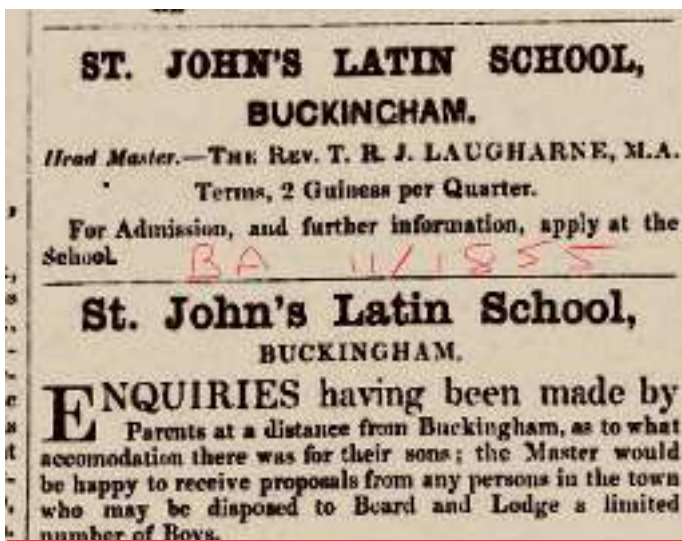 ST. JOHN'S LATIN SCHOOL,
BUCKINGHAM.
Head Master.—THE REV. T. R. J. LAUGHARNE, M.A.
Terms, 2 Guineas per Quarter.
For Admission, and further information, apply at the
School.
BA 11/1855
St. John's Latin School,
BUCKINGHAM.
ENQUIRIES having been made by
Parents at a distance from Buckingham, as to what
accomodation there was for their sons; the Master would
be happy to receive proposals from any persons in the town
who may be disposed to Board and Lodge a limited
number of Boys.